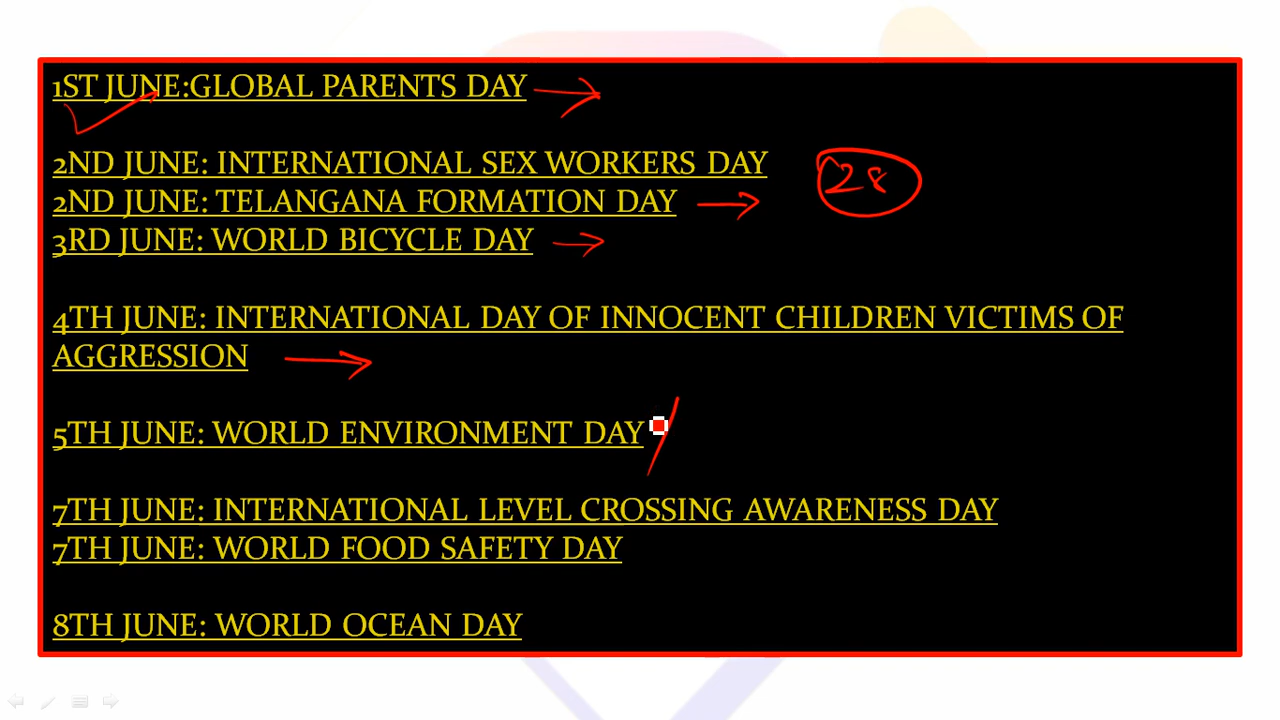 1ST JUNE:GLOBAL PARENTS DAY
2ND JUNE: INTERNATIONAL SEX WORKERS DAY
28
2ND JUNE: TELANGANA FORMATION DAY
3RD JUNE: WORLD BICYCLE DAY
4TH JUNE: INTERNATIONAL DAY OF INNOCENT CHILDREN VICTIMS OF
AGGRESSION
5TH JUNE: WORLD ENVIRONMENT DAY
7TH JUNE: INTERNATIONAL LEVEL CROSSING AWARENESS DAY
7TH JUNE: WORLD FOOD SAFETY DAY
8TH JUNE: WORLD OCEAN DAY